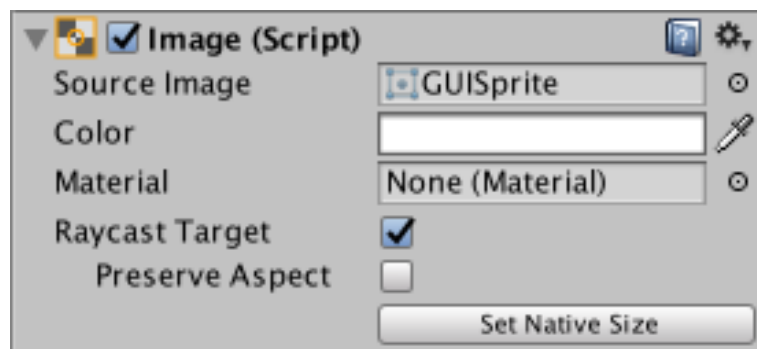 Image (Script)
Source Image GUISprite
Color
Material None (Material)
Raycast Target
Preserve Aspect
Set Native Size